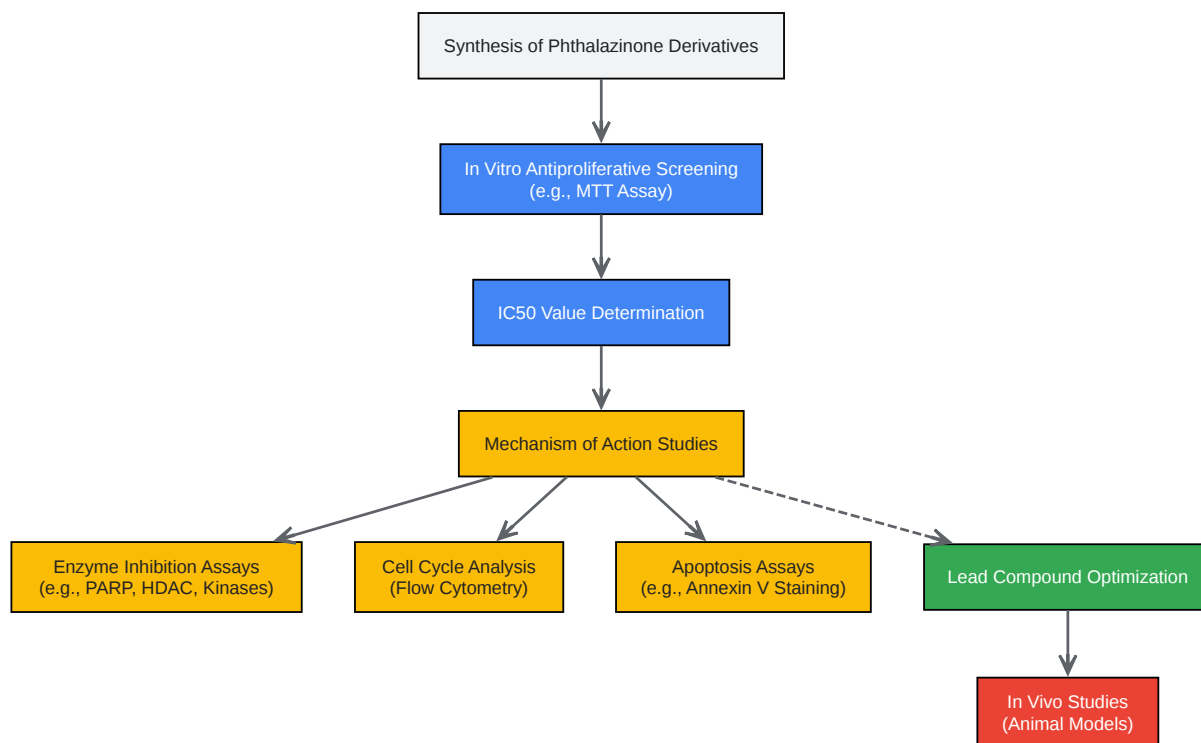 Synthesis of Phthalazinone Derivatives
In Vitro Antiproliferative Screening
(e.g., MTT Assay)
IC50 Value Determination
Mechanism of Action Studies
Enzyme Inhibition Assays
(e.g., PARP, HDAC, Kinases)
Cell Cycle Analysis
(Flow Cytometry)
Apoptosis Assays
(e.g., Annexin V Staining)
Lead Compound Optimization
In Vivo Studies
(Animal Models)